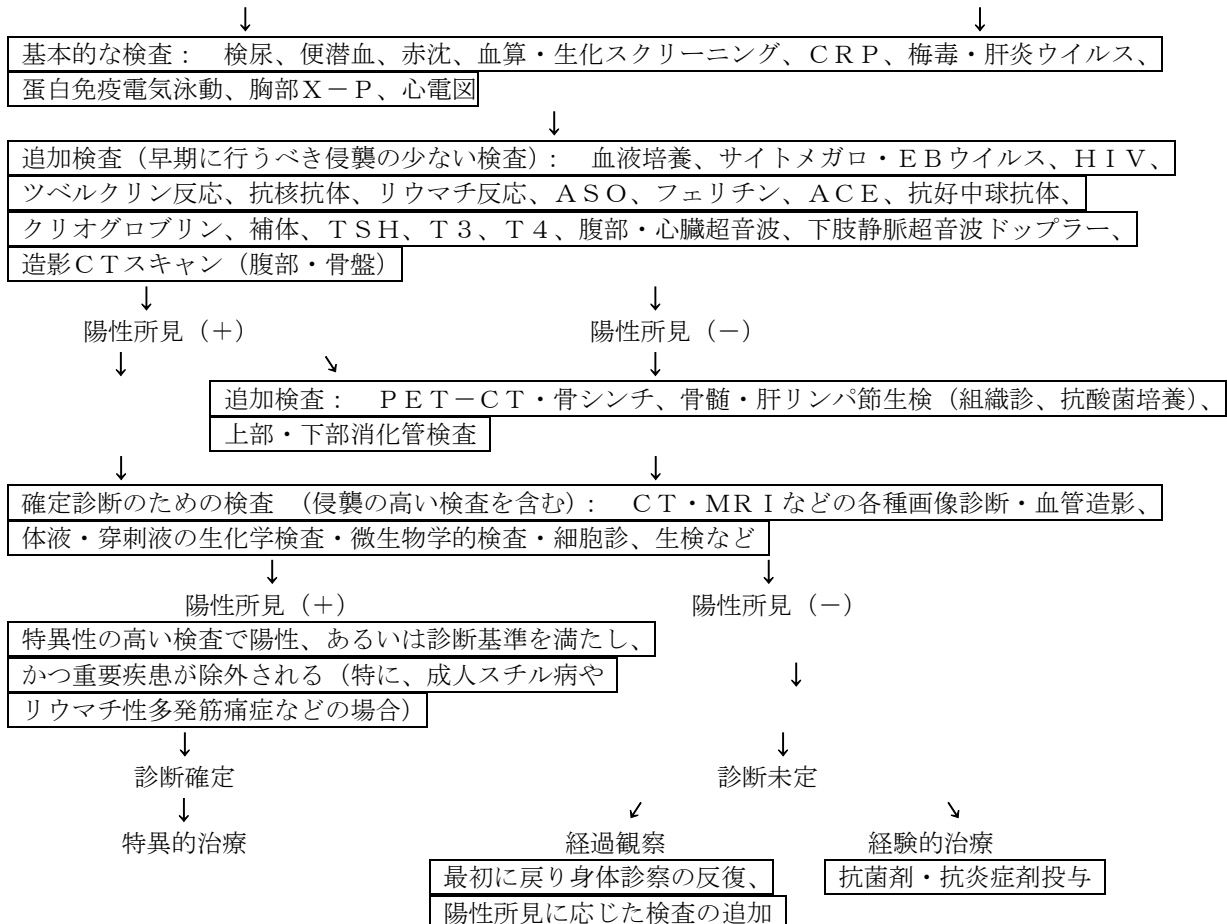 ↓ ↓
基本的な検査： 検尿、便潜血、赤沈、血算・生化スクリーニング、ＣＲＰ、梅毒・肝炎ウイルス、
蛋白免疫電気泳動、胸部Ｘ－Ｐ、心電図
↓
追加検査（早期に行うべき侵襲の少ない検査）： 血液培養、サイトメガロ・ＥＢウイルス、ＨＩＶ、
ツベルクリン反応、抗核抗体、リウマチ反応、ＡＳＯ、フェリチン、ＡＣＥ、抗好中球抗体、
クリオグロブリン、補体、ＴＳＨ、Ｔ３、Ｔ４、腹部・心臓超音波、下肢静脈超音波ドップラー、
造影ＣＴスキャン（腹部・骨盤）
↓ ↓
陽性所見（＋） 陽性所見（－）
↓ ↘ ↓
追加検査： ＰＥＴ－ＣＴ・骨シンチ、骨髄・肝リンパ節生検（組織診、抗酸菌培養）、
上部・下部消化管検査
↓ ↓
確定診断のための検査 （侵襲の高い検査を含む）： ＣＴ・ＭＲＩなどの各種画像診断・血管造影、
体液・穿刺液の生化学検査・微生物学的検査・細胞診、生検など
↓ ↓
陽性所見（＋） 陽性所見（－）
特異性の高い検査で陽性、あるいは診断基準を満たし、
かつ重要疾患が除外される（特に、成人スチル病や ↓
リウマチ性多発筋痛症などの場合）
↓ ↓
診断確定 診断未定
↓ ↙ ↘
特異的治療 経過観察 経験的治療
最初に戻り身体診察の反復、 抗菌剤・抗炎症剤投与
陽性所見に応じた検査の追加